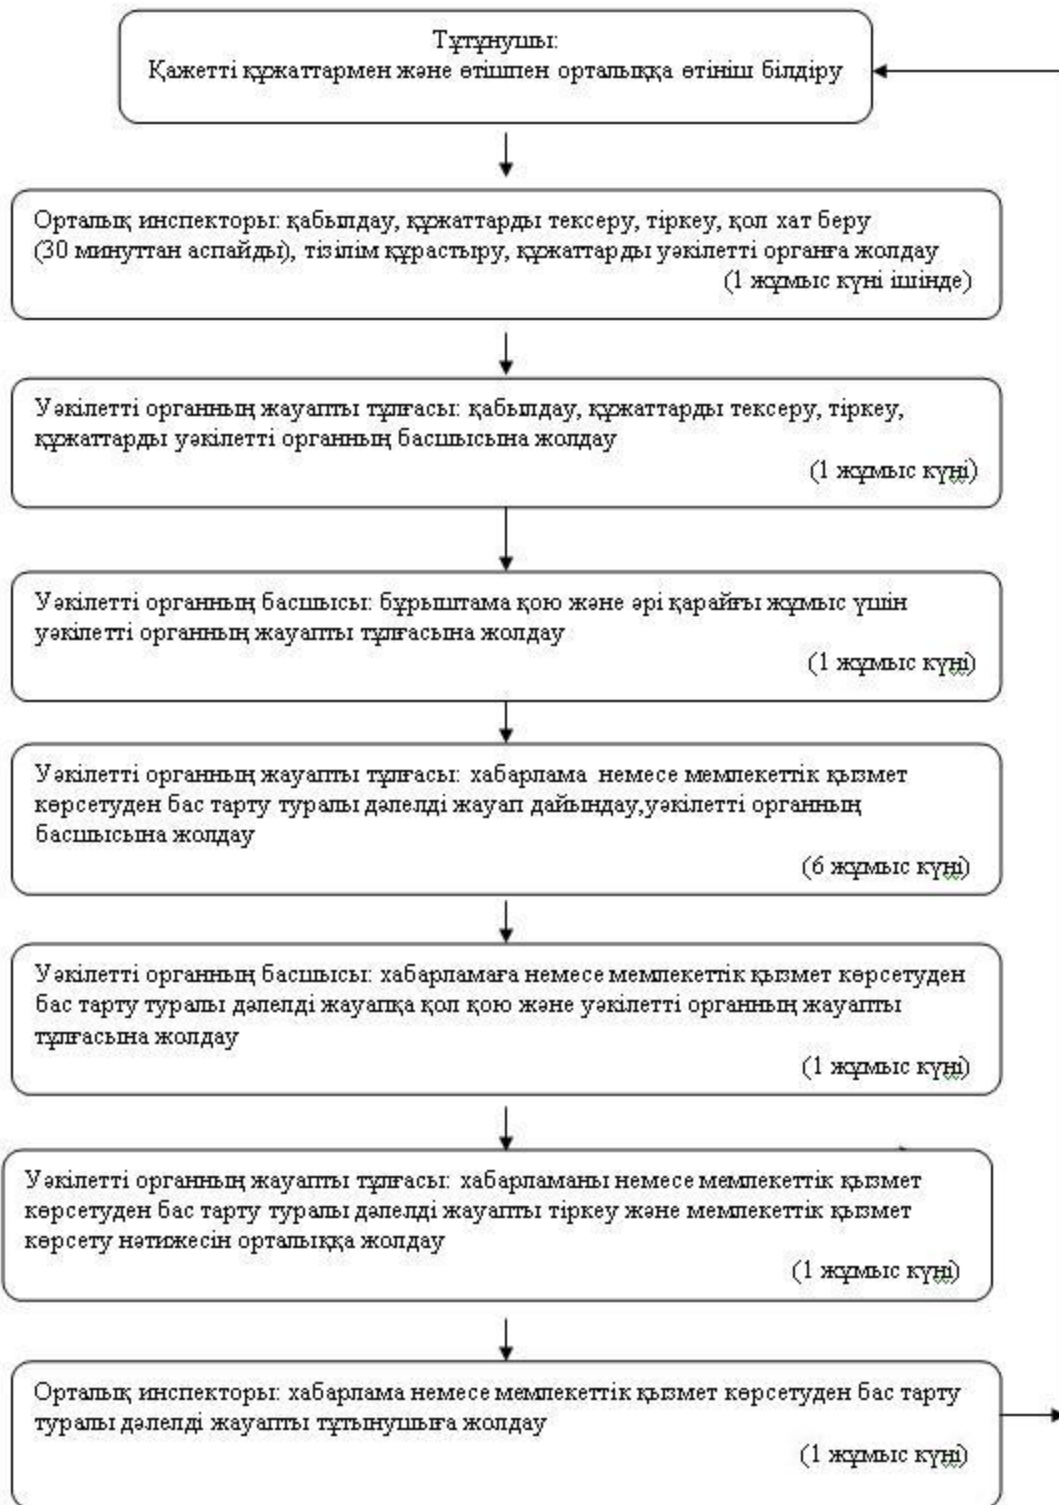 Тұтұнушы:
Қажетті құжаттармен және өтішпен орталыққа өтініш білдіру
Орталық инспекторы: қабылдау, құжаттарды тексеру, тіркеу, қол хат беру
(30 минуттан аспайды), тізілім құрастыру, құжаттарды уәкілетті органға жолдау
(1 жұмыс күні ішінде)
Уәкілетті органның жауапты тұлғасы: қабылдау, құжаттарды тексеру, тіркеу,
құжаттарды уәкілетті органның басшысына жолдау
(1 жұмыс күні)
Уәкілетті органның басшысы: бұрыштама қою және әрі қарайғы жұмыс үшін
уәкілетті органның жауапты тұлғасына жолдау
(1 жұмыс күні)
Уәкілетті органның жауапты тұлғасы: хабарлама немесе мемлекеттік қызмет
көрсетуден бас тарту туралы дәлелді жауап дайындау,уәкілетті органның
басшысына жолдау
(6 жұмыс күні)
Уәкілетті органның басшысы: хабарламаға немесе мемлекеттік қызмет көрсетуден
бас тарту туралы дәлелді жауапқа қол қою және уәкілетті органның жауапты
тұлғасына жолдау
(1 жұмыс күні)
Уәкілетті органның жауапты тұлғасы: хабарламаны немесе мемлекеттік қызмет
көрсетуден бас тарту туралы дәлелді жауапты тіркеу және мемлекеттік қызмет
көрсету нәтижесін орталыққа жолдау
(1 жұмыс күні)
Орталық инспекторы: хабарлама немесе мемлекеттік қызмет көрсетуден бас тарту
туралы дәлелді жауапты тұтынушыға жолдау
(1 жұмыс күні)